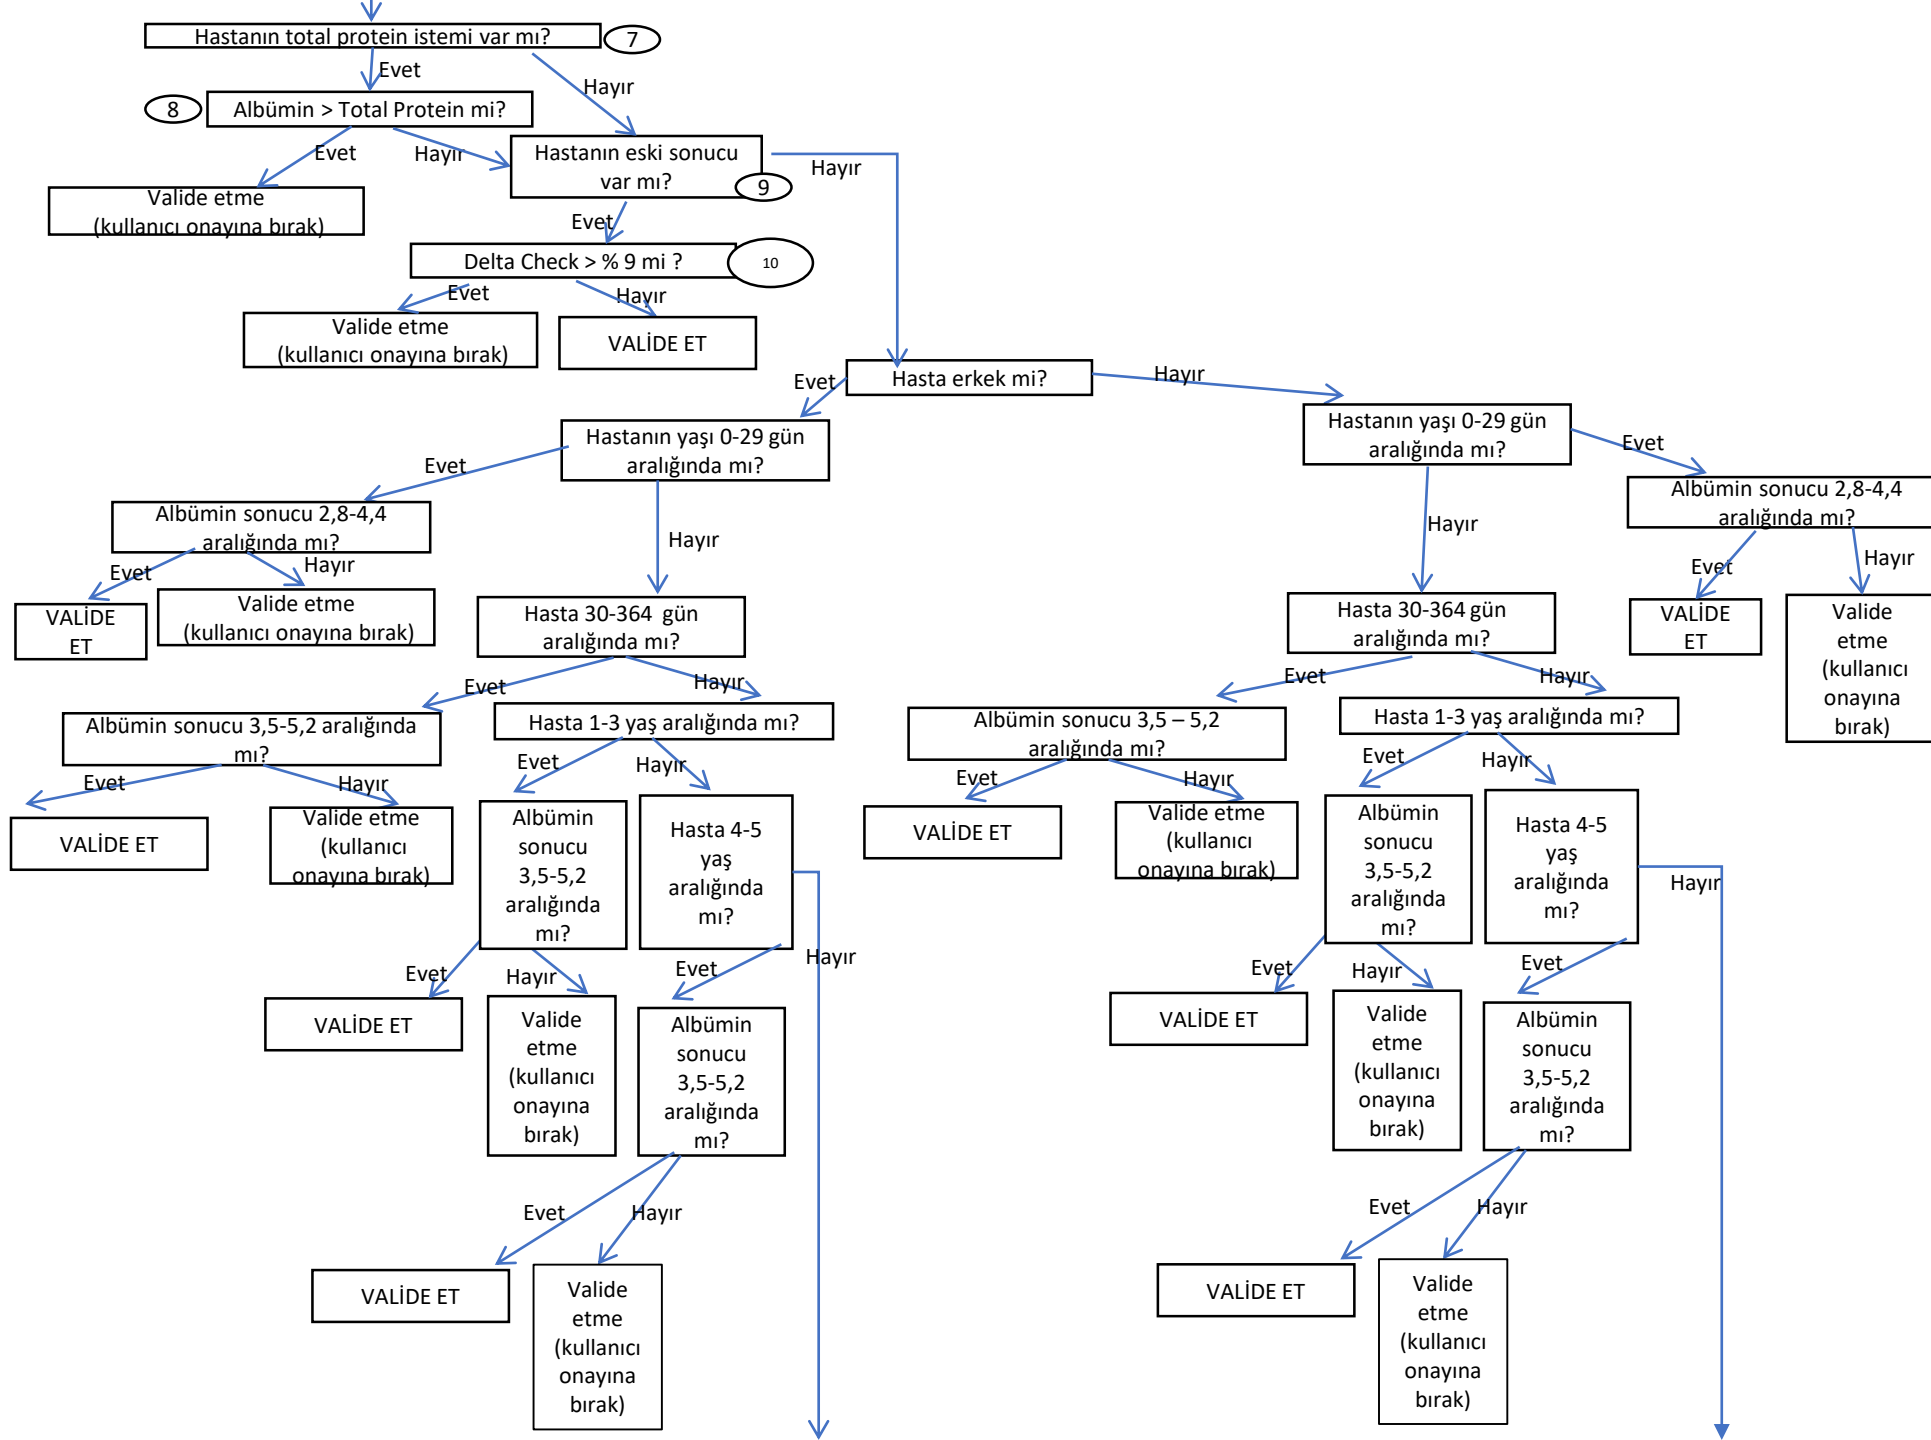 Hastanın total protein istemi var mı?
7
Evet
Hayır
8
Albümin > Total Protein mi?
Evet
Hayır
Hastanın eski sonucu
var mı?
9
Hayır
Valide etme
(kullanıcı onayına bırak)
Evet
Delta Check > % 9 mi ?
10
Evet
Hayır
Valide etme
(kullanıcı onayına bırak)
VALİDE ET
Hasta erkek mi?
Evet
Hayır
Hastanın yaşı 0-29 gün
aralığında mı?
Evet
Hayır
Albümin sonucu 2,8-4,4
aralığında mı?
Evet
Hayır
VALİDE
ET
Valide etme
(kullanıcı onayına bırak)
Hasta 30-364 gün
aralığında mı?
Evet
Hayır
Albümin sonucu 3,5-5,2 aralığında
mı?
Evet
Hayır
VALİDE ET
Valide etme
(kullanıcı
onayına bırak)
Hasta 1-3 yaş aralığında mı?
Evet
Hayır
Albümin
sonucu
3,5-5,2
aralığında
mı?
Hasta 4-5
yaş
aralığında
mı?
Evet
Hayır
Evet
Hayır
VALİDE ET
Valide
etme
(kullanıcı
onayına
bırak)
Albümin
sonucu
3,5-5,2
aralığında
mı?
Evet
Hayır
VALİDE ET
Valide
etme
(kullanıcı
onayına
bırak)
Hastanın yaşı 0-29 gün
aralığında mı?
Evet
Hayır
Albümin sonucu 2,8-4,4
aralığında mı?
Evet
Hayır
VALİDE
ET
Valide
etme
(kullanıcı
onayına
bırak)
Hasta 30-364 gün
aralığında mı?
Evet
Hayır
Albümin sonucu 3,5 – 5,2
aralığında mı?
Evet
Hayır
VALİDE ET
Valide etme
(kullanıcı
onayına bırak)
Hasta 1-3 yaş aralığında mı?
Evet
Hayır
Albümin
sonucu
3,5-5,2
aralığında
mı?
Hasta 4-5
yaş
aralığında
mı?
Hayır
Evet
Hayır
Evet
VALİDE ET
Valide
etme
(kullanıcı
onayına
bırak)
Albümin
sonucu
3,5-5,2
aralığında
mı?
Evet
Hayır
VALİDE ET
Valide
etme
(kullanıcı
onayına
bırak)